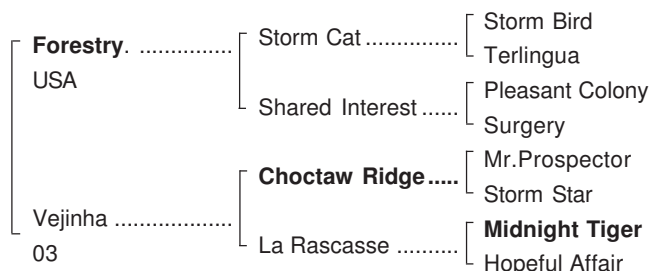 Forestry. ...............
USA
Storm Cat ...............
Storm Bird
Terlingua
Shared Interest ......
Pleasant Colony
Surgery
Vejinha ...................
03
Choctaw Ridge.....
Mr.Prospector
Storm Star
La Rascasse ..........
Midnight Tiger
Hopeful Affair